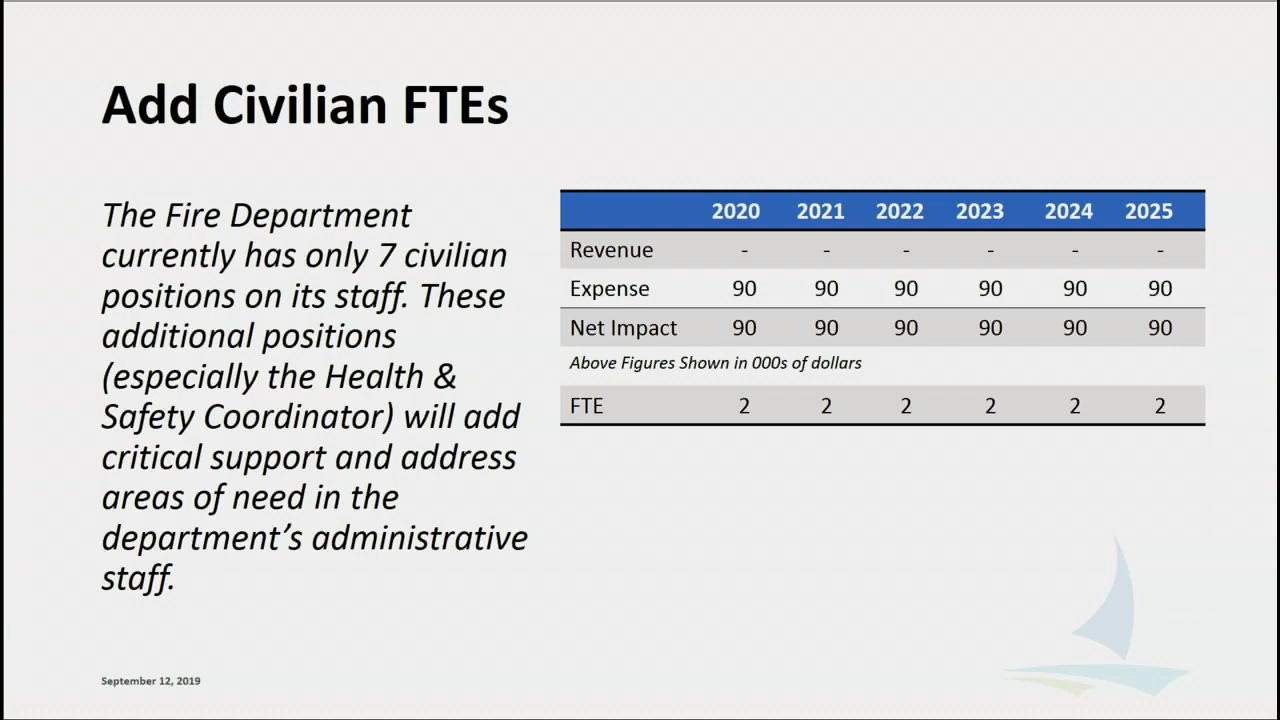 Add Civilian FTEs
The Fire Department
currently has only 7 civilian
positions on its staff. These
additional positions
(especially the Health &
Safety Coordinator) will add
critical support and address
areas of need in the
department’s administrative
staff.
2020 2021 2022 2023 2024 2025
Revenue - - - - - -
Expense 90 90 90 90 90 90
Net Impact 90 90 90 90 90 90
Above Figures Shown in 000s of dollars
FTE 2 2 2 2 2 2
September 12, 2019